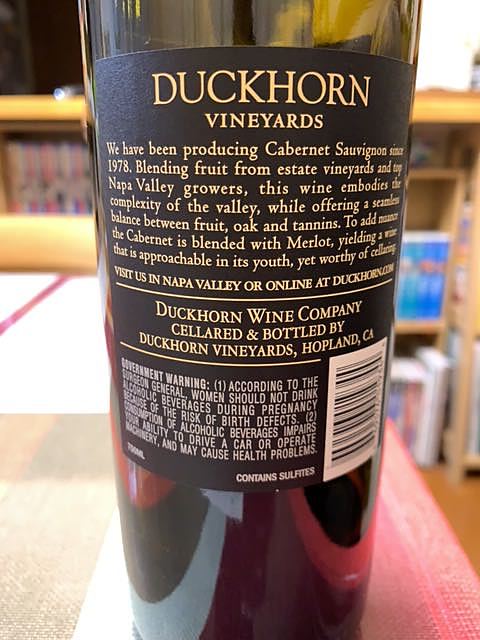 DUCKHORN
VINEYARDS
We have been producing Cabernet Sauvignon since
1978. Blending fruit from estate vineyards and top
Napa Valley growers, this wine embodies the
complexity of the valley, while offering a seamless
balance between fruit, oak and tannins. To add nuance
the Cabernet is blended with Merlot, yielding a wine
that is approachable in its youth, yet worthy of cellaring.
VISIT US IN NAPA VALLEY OR ONLINE AT DUCKHORN.COM
DUCKHORN WINE COMPANY
CELLARED & BOTTLED BY
DUCKHORN VINEYARDS, HOPLAND, CA
GOVERNMENT WARNING: (1) ACCORDING TO THE
SURGEON GENERAL, WOMEN SHOULD NOT DRINK
ALCOHOLIC BEVERAGES DURING PREGNANCY
BECAUSE OF THE RISK OF BIRTH DEFECTS. (2)
CONSUMPTION OF ALCOHOLIC BEVERAGES IMPAIRS
YOUR ABILITY TO DRIVE A CAR OR OPERATE
MACHINERY, AND MAY CAUSE HEALTH PROBLEMS.
750ML
CONTAINS SULFITES